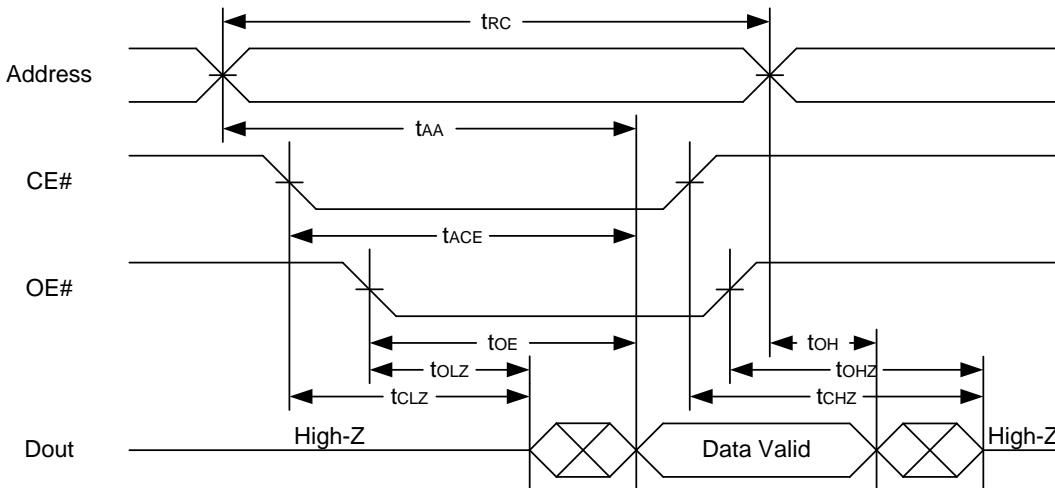 tRC
Address
tAA
CE#
tACE
OE#
tOE
tOH
tOLZ
tOHZ
tCLZ
tCHZ
High-Z
High-Z
Dout
Data Valid